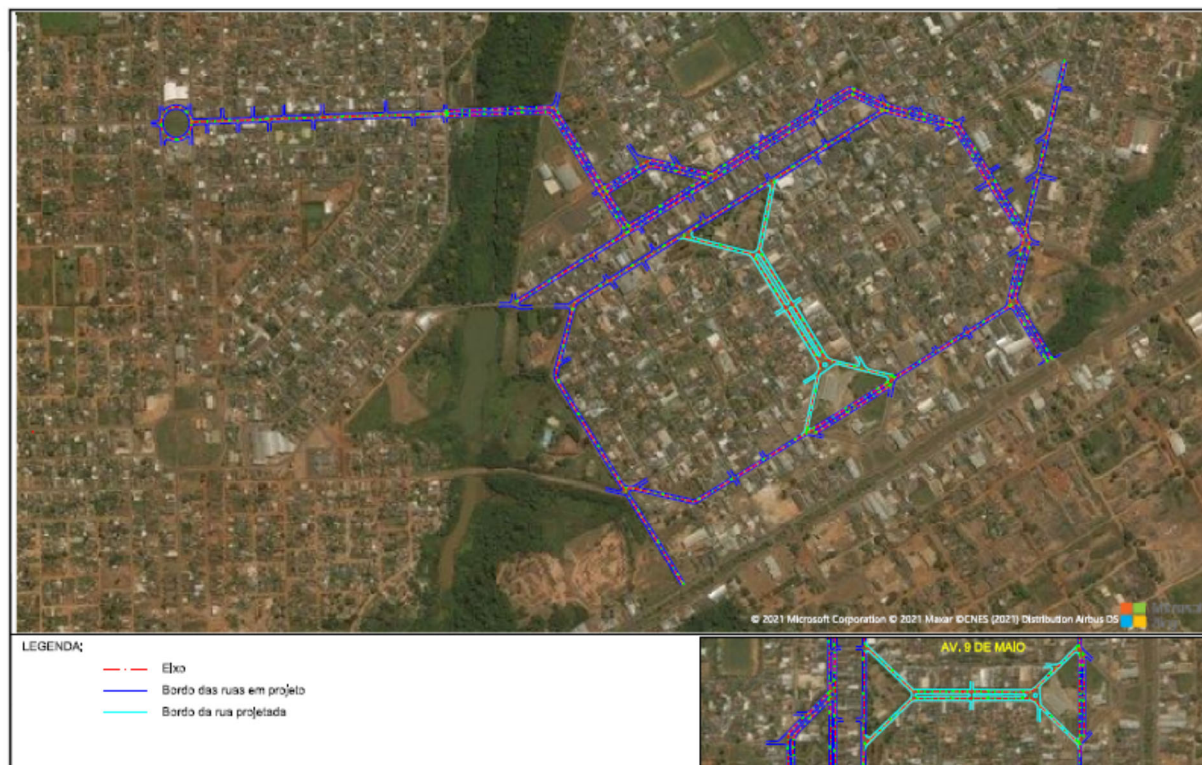 © 2021 Microsoft Corporation © 2021 Maxar ©CNES (2021) Distribution Airbus DS
LEGENDA:
Eixo
Bordo das ruas em projeto
Bordo da rua projetada
AV. 9 DE MAIO